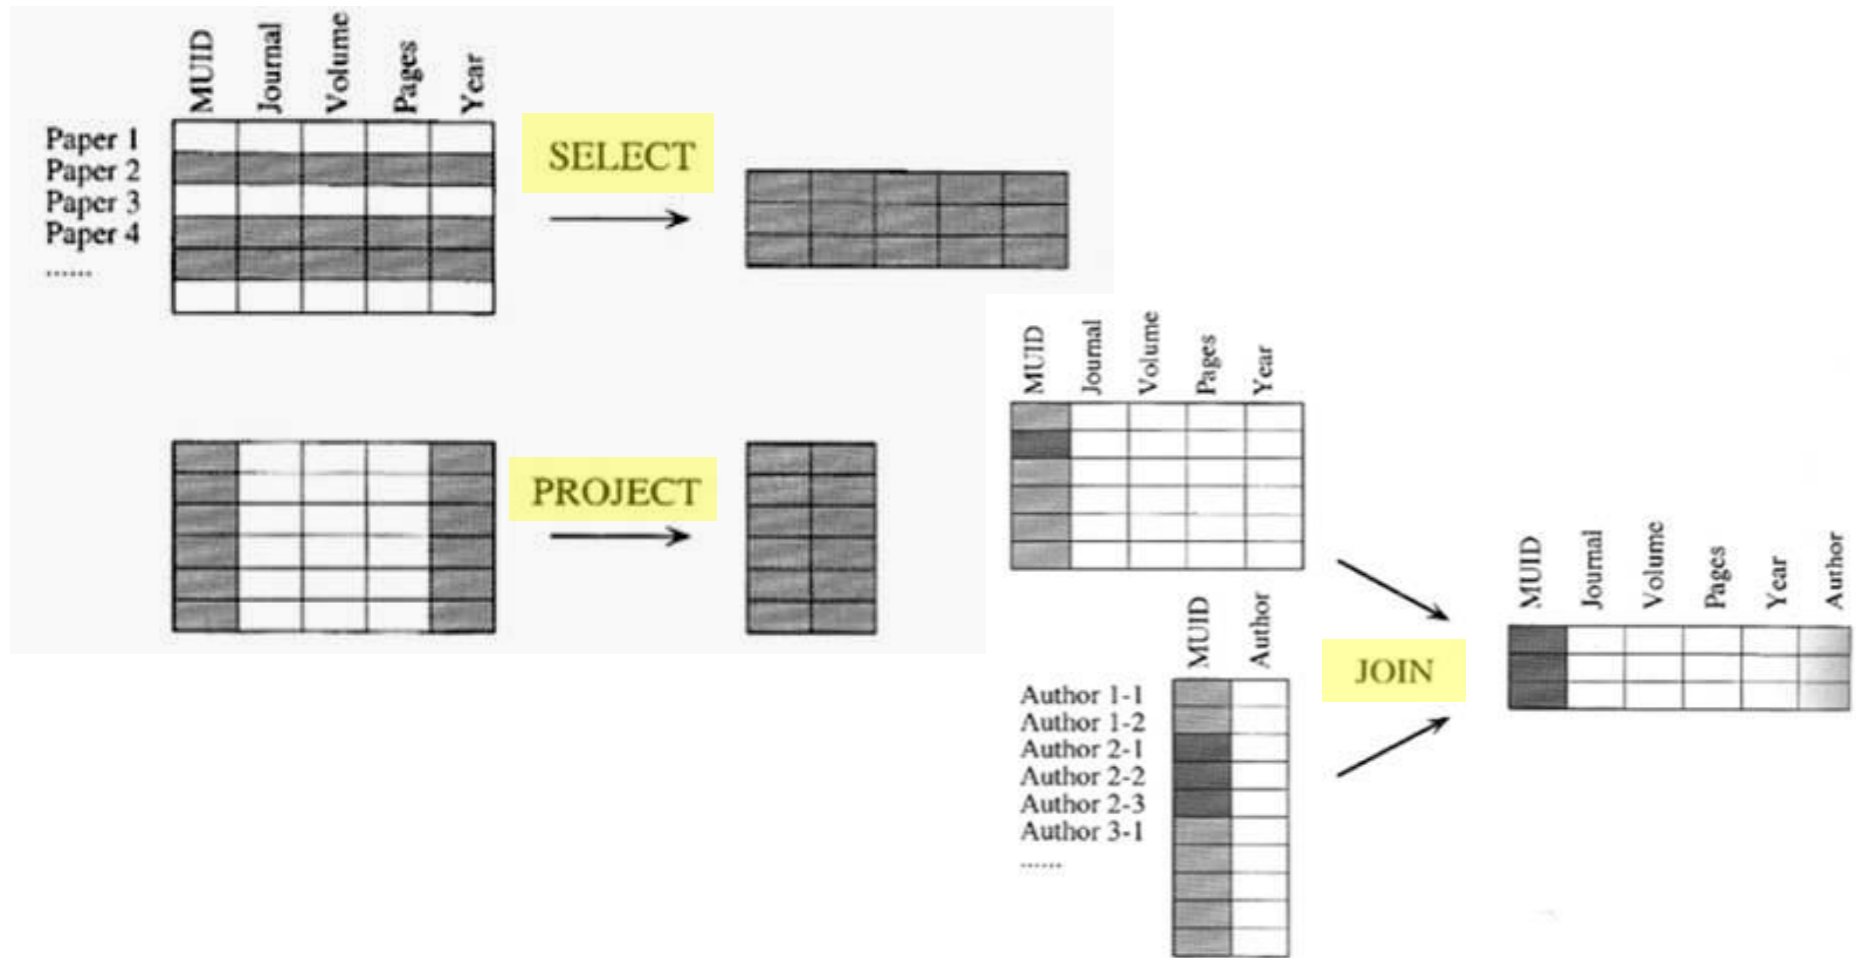 MUID
Journal
Volume
Pages
Year
Paper 1
Paper 2
Paper 3
Paper 4
......
SELECT
PROJECT
MUID
Journal
Volume
Pages
Year
MUID
Author
Author 1-1
Author 1-2
Author 2-1
Author 2-2
Author 2-3
Author 3-1
......
JOIN
MUID
Journal
Volume
Pages
Year
Author